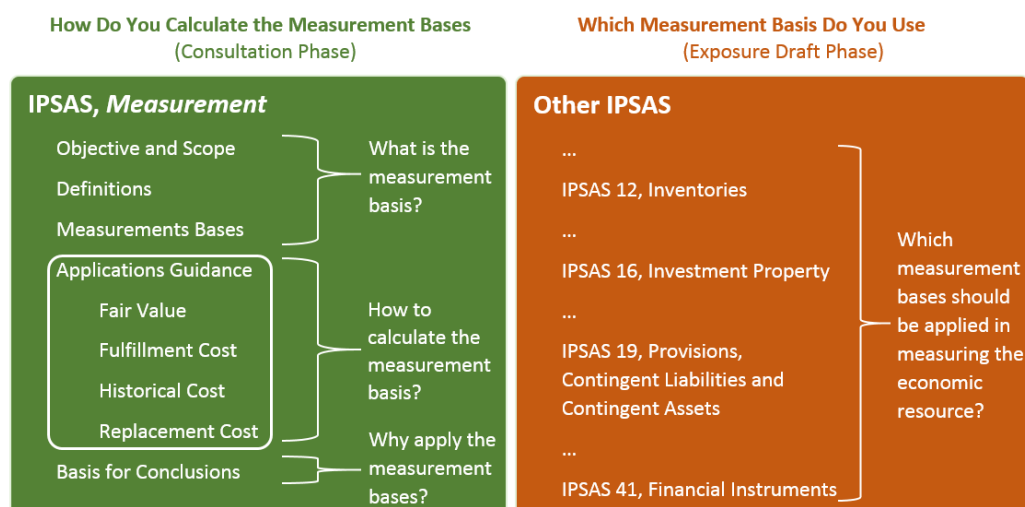 How Do You Calculate the Measurement Bases
(Consultation Phase)
IPSAS, Measurement
Objective and Scope
Definitions
Measurements Bases
What is the
measurement
basis?
Applications Guidance
Fair Value
Fulfillment Cost
Historical Cost
Replacement Cost
How to
calculate the
measurement
basis?
Basis for Conclusions
Why apply the
measurement
bases?
Which Measurement Basis Do You Use
(Exposure Draft Phase)
Other IPSAS
...
IPSAS 12, Inventories
...
IPSAS 16, Investment Property
...
IPSAS 19, Provisions,
Contingent Liabilities and
Contingent Assets
...
IPSAS 41, Financial Instruments
Which
measurement
bases should
be applied in
measuring the
economic
resource?